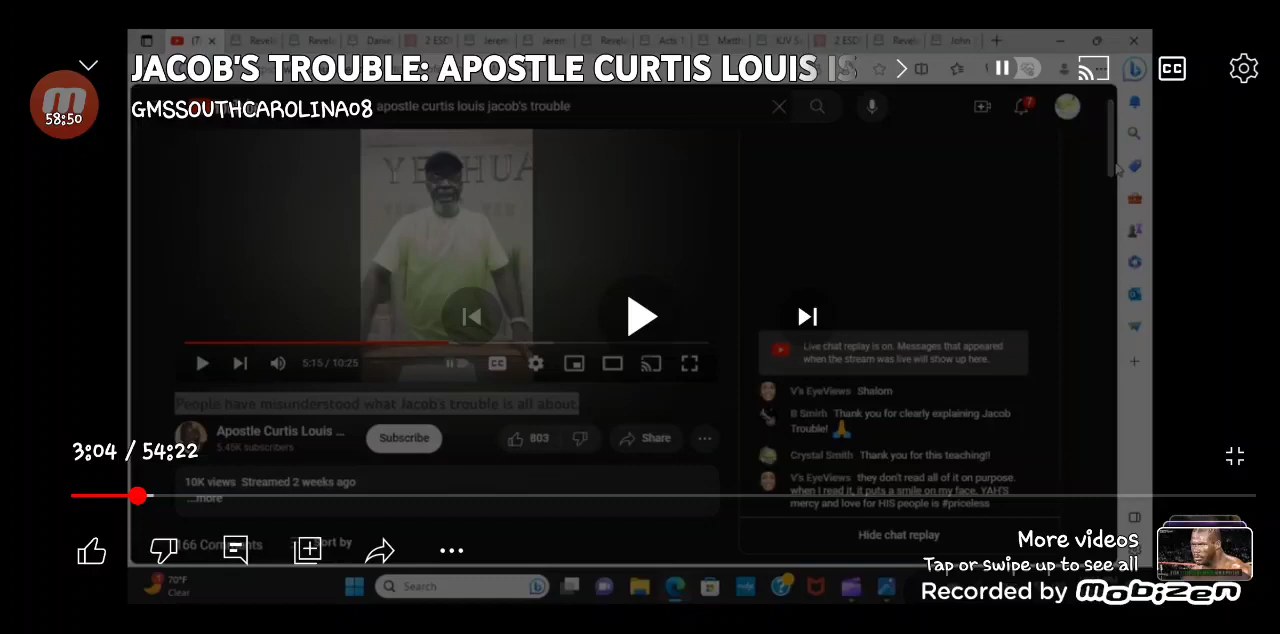 JACOB'S TROUBLE: APOSTLE CURTIS LOUIS IS
GMSSOUTHCAROLINA08
58:50
apostle curtis louis jacob's trouble
5:15 / 10:25
People have misunderstood what Jacob's trouble is all about.
Apostle Curtis Louis ...
5.45K subscribers
Subscribe
803
Share
10K views Streamed 2 weeks ago
...more
Live chat replay is on. Messages that appeared
when the stream was live will show up here.
V's EyeViews Shalom
B Smirh Thank you for clearly explaining Jacob
Trouble! 🙏
Crystal Smith Thank you for this teaching!!
V's EyeViews they don't read all of it on purpose.
when I read it, it puts a smile on my face. YAH'S
mercy and love for HIS people is #priceless
Hide chat replay
3:04 / 54:22
More videos
Tap or swipe up to see all
Recorded by mobizen
70°F
Clear
Search
CC